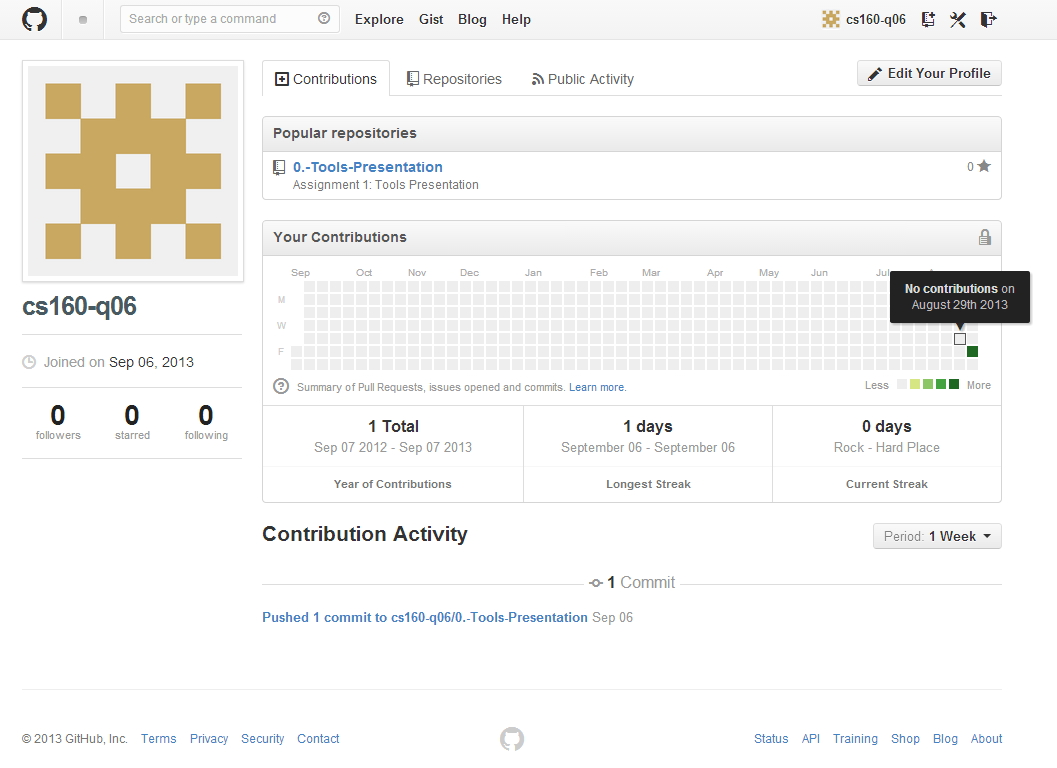 Search or type a command
Explore Gist Blog Help
cs160-q06
Contributions Repositories Public Activity
Edit Your Profile
cs160-q06
Joined on Sep 06, 2013
0 0 0
followers starred following
Popular repositories
0.-Tools-Presentation 0
Assignment 1: Tools Presentation
Your Contributions
Sep Oct Nov Dec Jan Feb Mar Apr May Jun
No contributions on
August 29th 2013
M
W
F
? Summary of Pull Requests, issues opened and commits. Learn more. Less More
1 Total 1 days 0 days
Sep 07 2012 - Sep 07 2013 September 06 - September 06 Rock - Hard Place
Year of Contributions Longest Streak Current Streak
Contribution Activity
Period: 1 Week
1 Commit
Pushed 1 commit to cs160-q06/0.-Tools-Presentation Sep 06
© 2013 GitHub, Inc. Terms Privacy Security Contact
Status API Training Shop Blog About